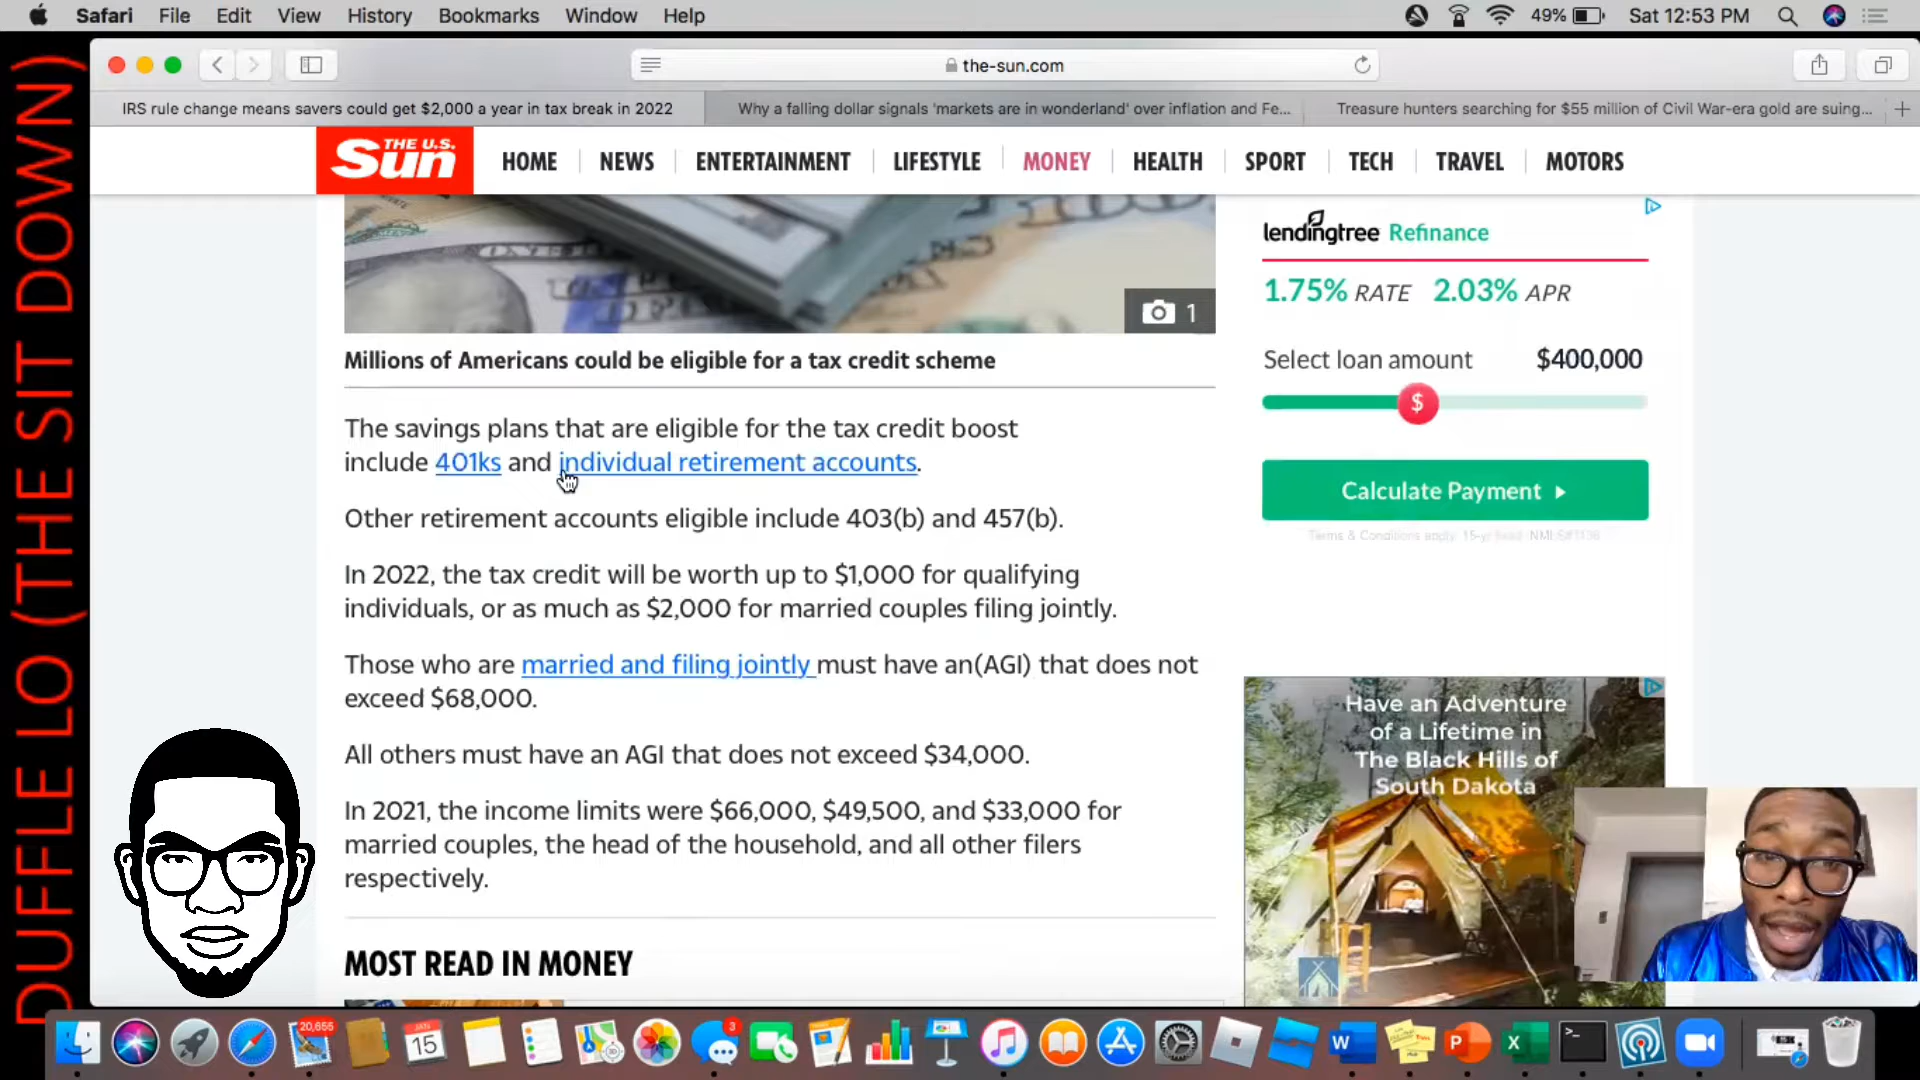 Safari File Edit View History Bookmarks Window Help
49% Sat 12:53 PM
the-sun.com
IRS rule change means savers could get $2,000 a year in tax break in 2022
Why a falling dollar signals 'markets are in wonderland' over inflation and Fe...
Treasure hunters searching for $55 million of Civil War-era gold are suing...
THE U.S.
Sun
HOME NEWS ENTERTAINMENT LIFESTYLE MONEY HEALTH SPORT TECH TRAVEL MOTORS
1
Millions of Americans could be eligible for a tax credit scheme
The savings plans that are eligible for the tax credit boost
include 401ks and individual retirement accounts.
Other retirement accounts eligible include 403(b) and 457(b).
In 2022, the tax credit will be worth up to $1,000 for qualifying
individuals, or as much as $2,000 for married couples filing jointly.
Those who are married and filing jointly must have an(AGI) that does not
exceed $68,000.
All others must have an AGI that does not exceed $34,000.
In 2021, the income limits were $66,000, $49,500, and $33,000 for
married couples, the head of the household, and all other filers
respectively.
MOST READ IN MONEY
lendingtree Refinance
1.75% RATE 2.03% APR
Select loan amount $400,000
$
Calculate Payment
Terms & Conditions apply.
Have an Adventure
of a Lifetime in
The Black Hills of
South Dakota
DUFFLE LO (THE SIT DOWN)
20,656
JAN
15
3
W
P
X